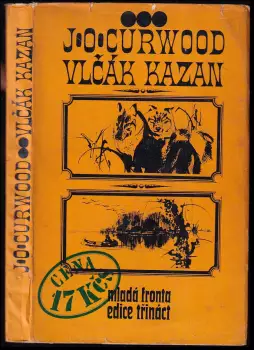 J·O·CURWOOD
VLČÁK KAZAN
CENA
17 Kčs
mladá fronta
edice třináct
J·O·CURWOOD VLČÁK KAZAN